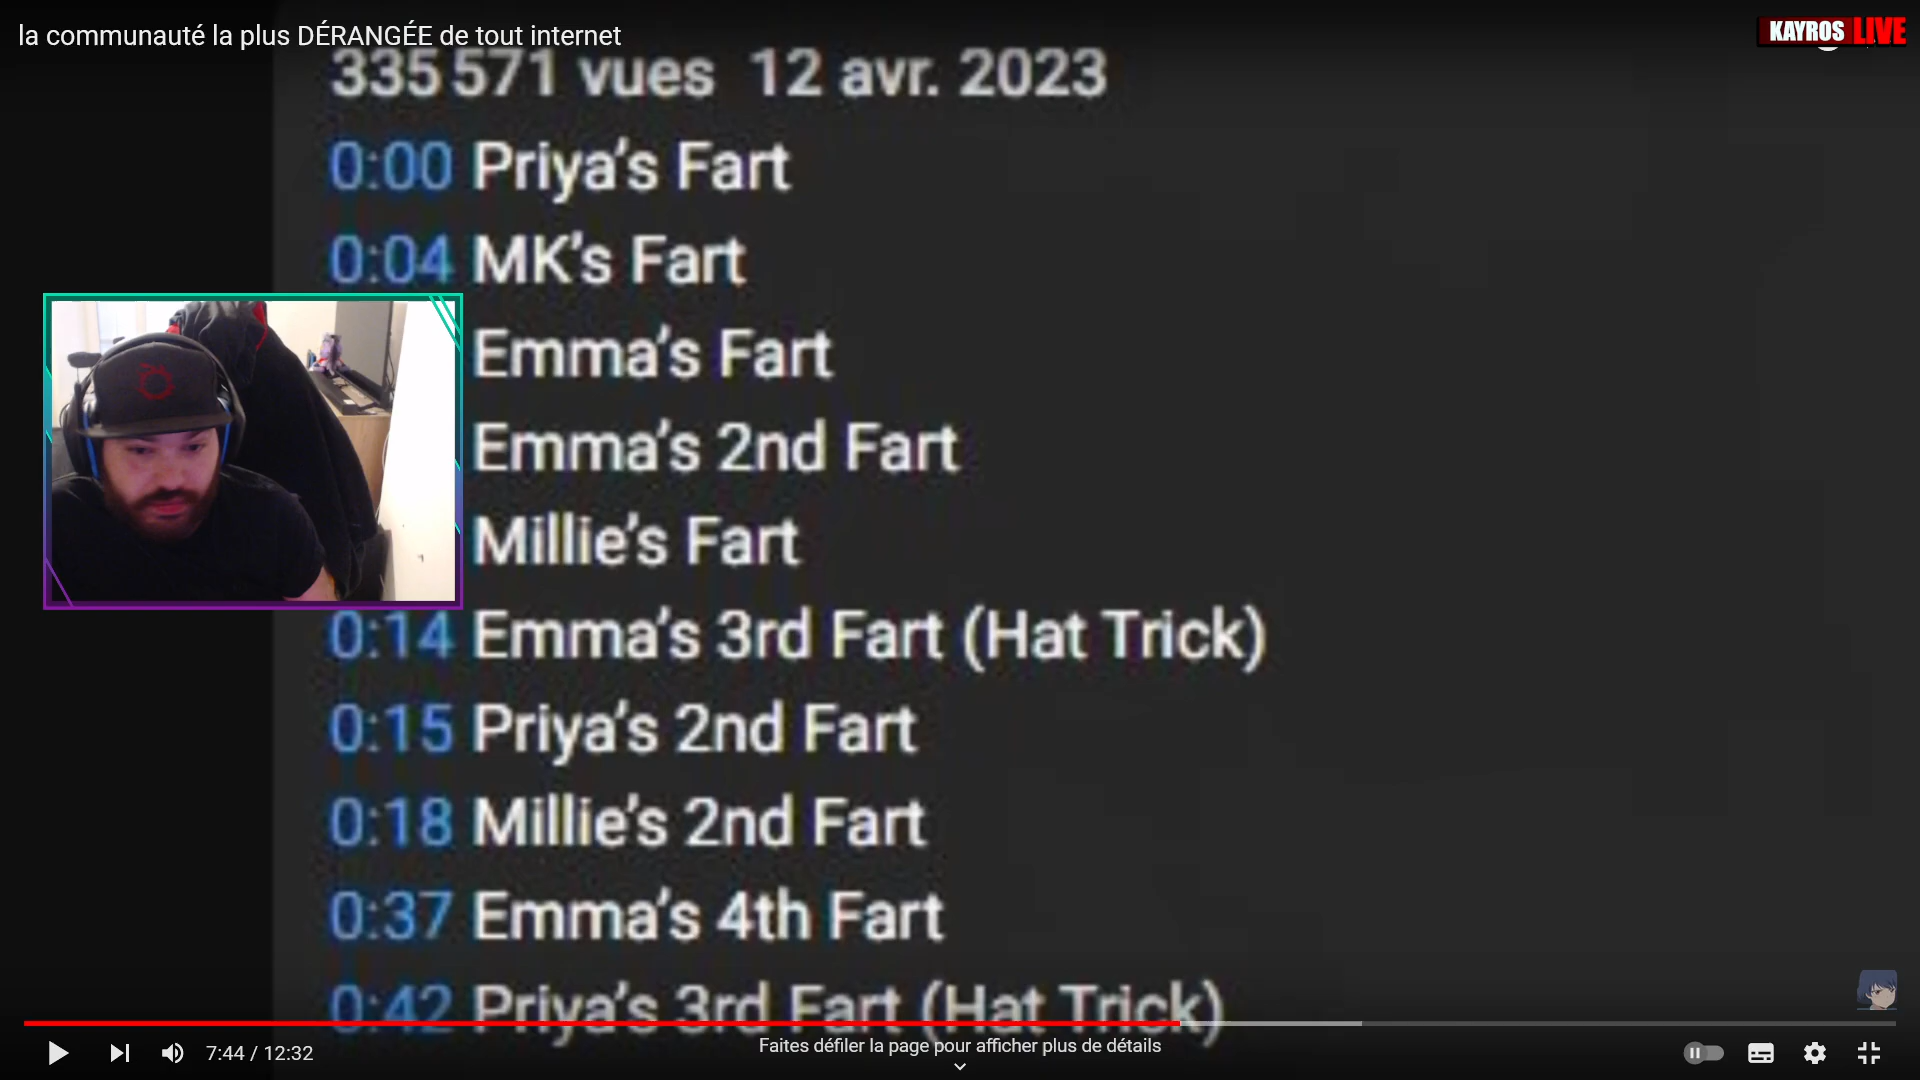 la communauté la plus DÉRANGÉE de tout internet
KAYROS LIVE
335 571 vues 12 avr. 2023
0:00 Priya's Fart
0:04 MK's Fart
Emma's Fart
Emma's 2nd Fart
Millie's Fart
0:14 Emma's 3rd Fart (Hat Trick)
0:15 Priya's 2nd Fart
0:18 Millie's 2nd Fart
0:37 Emma's 4th Fart
0:42 Priya's 3rd Fart (Hat Trick)
7:44 / 12:32
Faites défiler la page pour afficher plus de détails